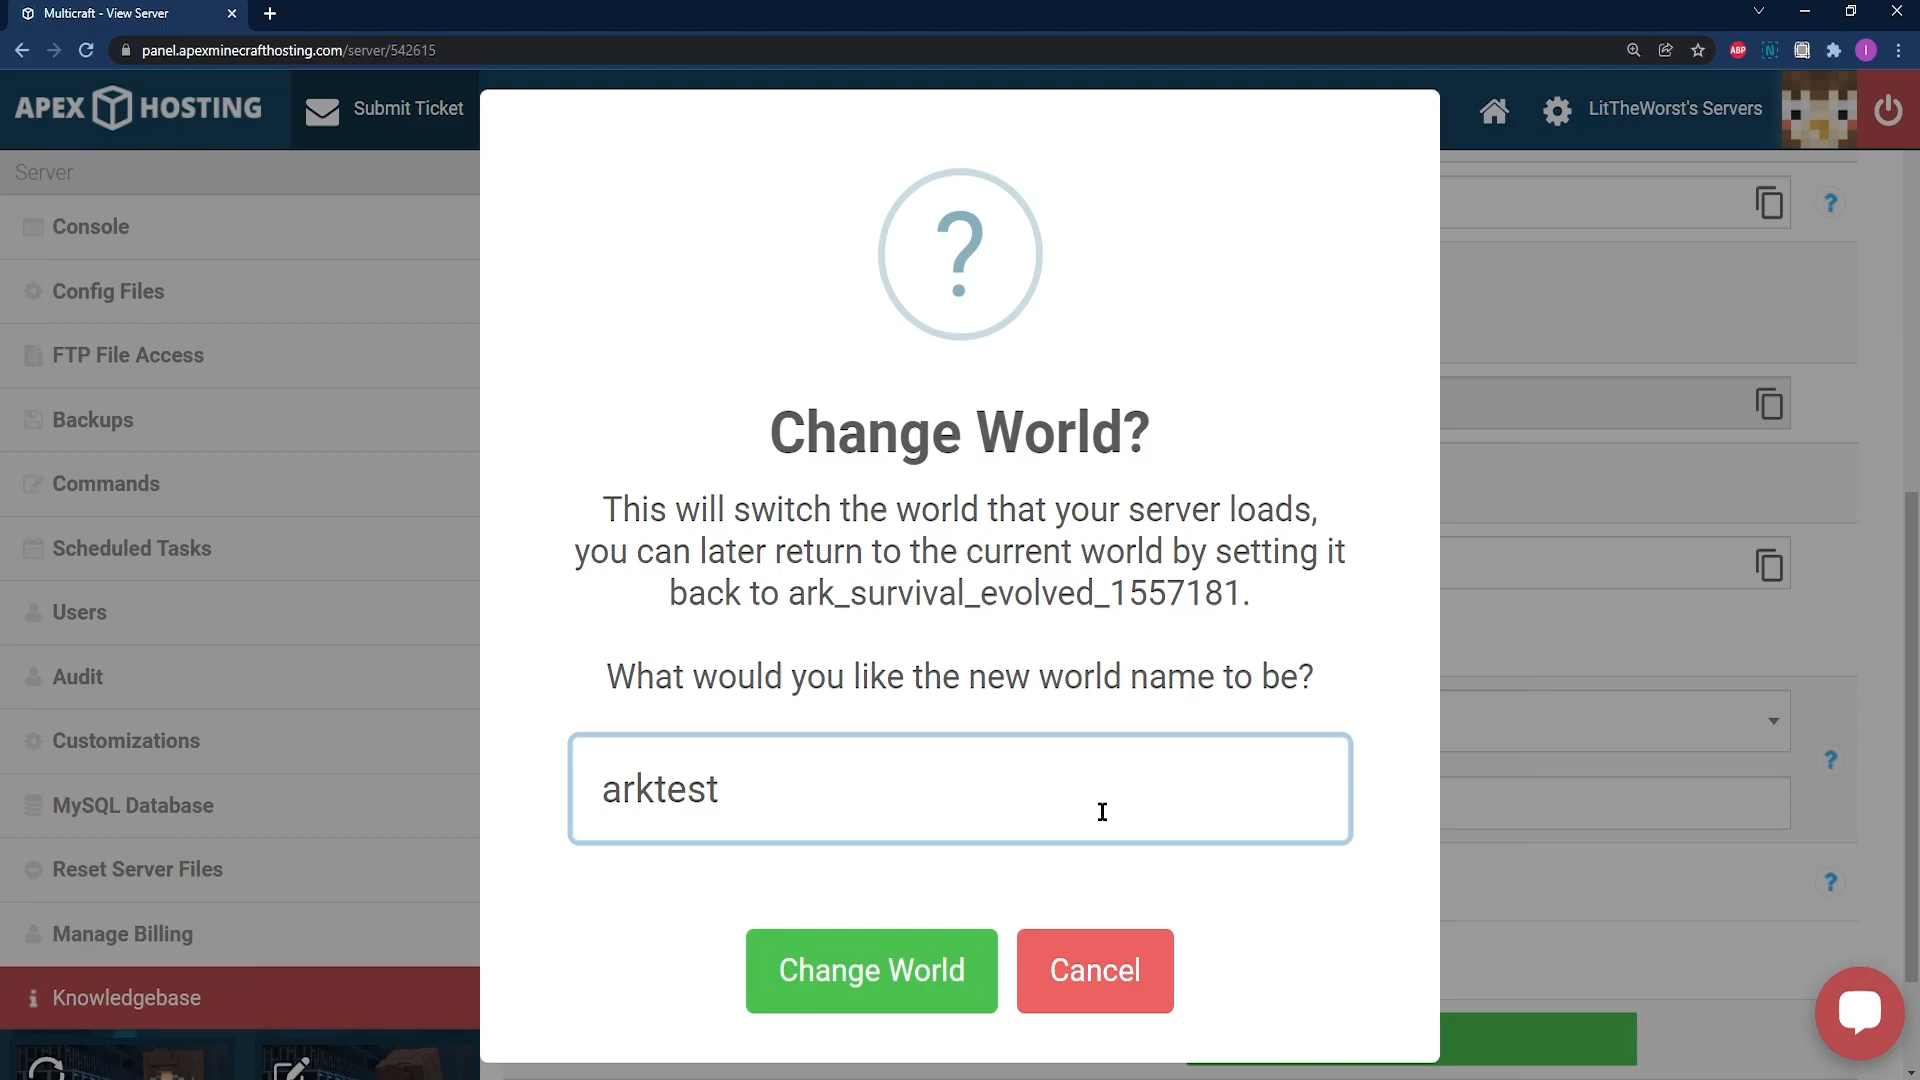 Multicraft - View Server
panel.apexminecrafthosting.com/server/542615
ABP
N
I
APEX HOSTING
Submit Ticket
LitTheWorst's Servers
Server
Console
Config Files
FTP File Access
Backups
Commands
Scheduled Tasks
Users
Audit
Customizations
MySQL Database
Reset Server Files
Manage Billing
Knowledgebase
?
Change World?
This will switch the world that your server loads,
you can later return to the current world by setting it
back to ark_survival_evolved_1557181.
What would you like the new world name to be?
arktest
Change World
Cancel
?
?
?